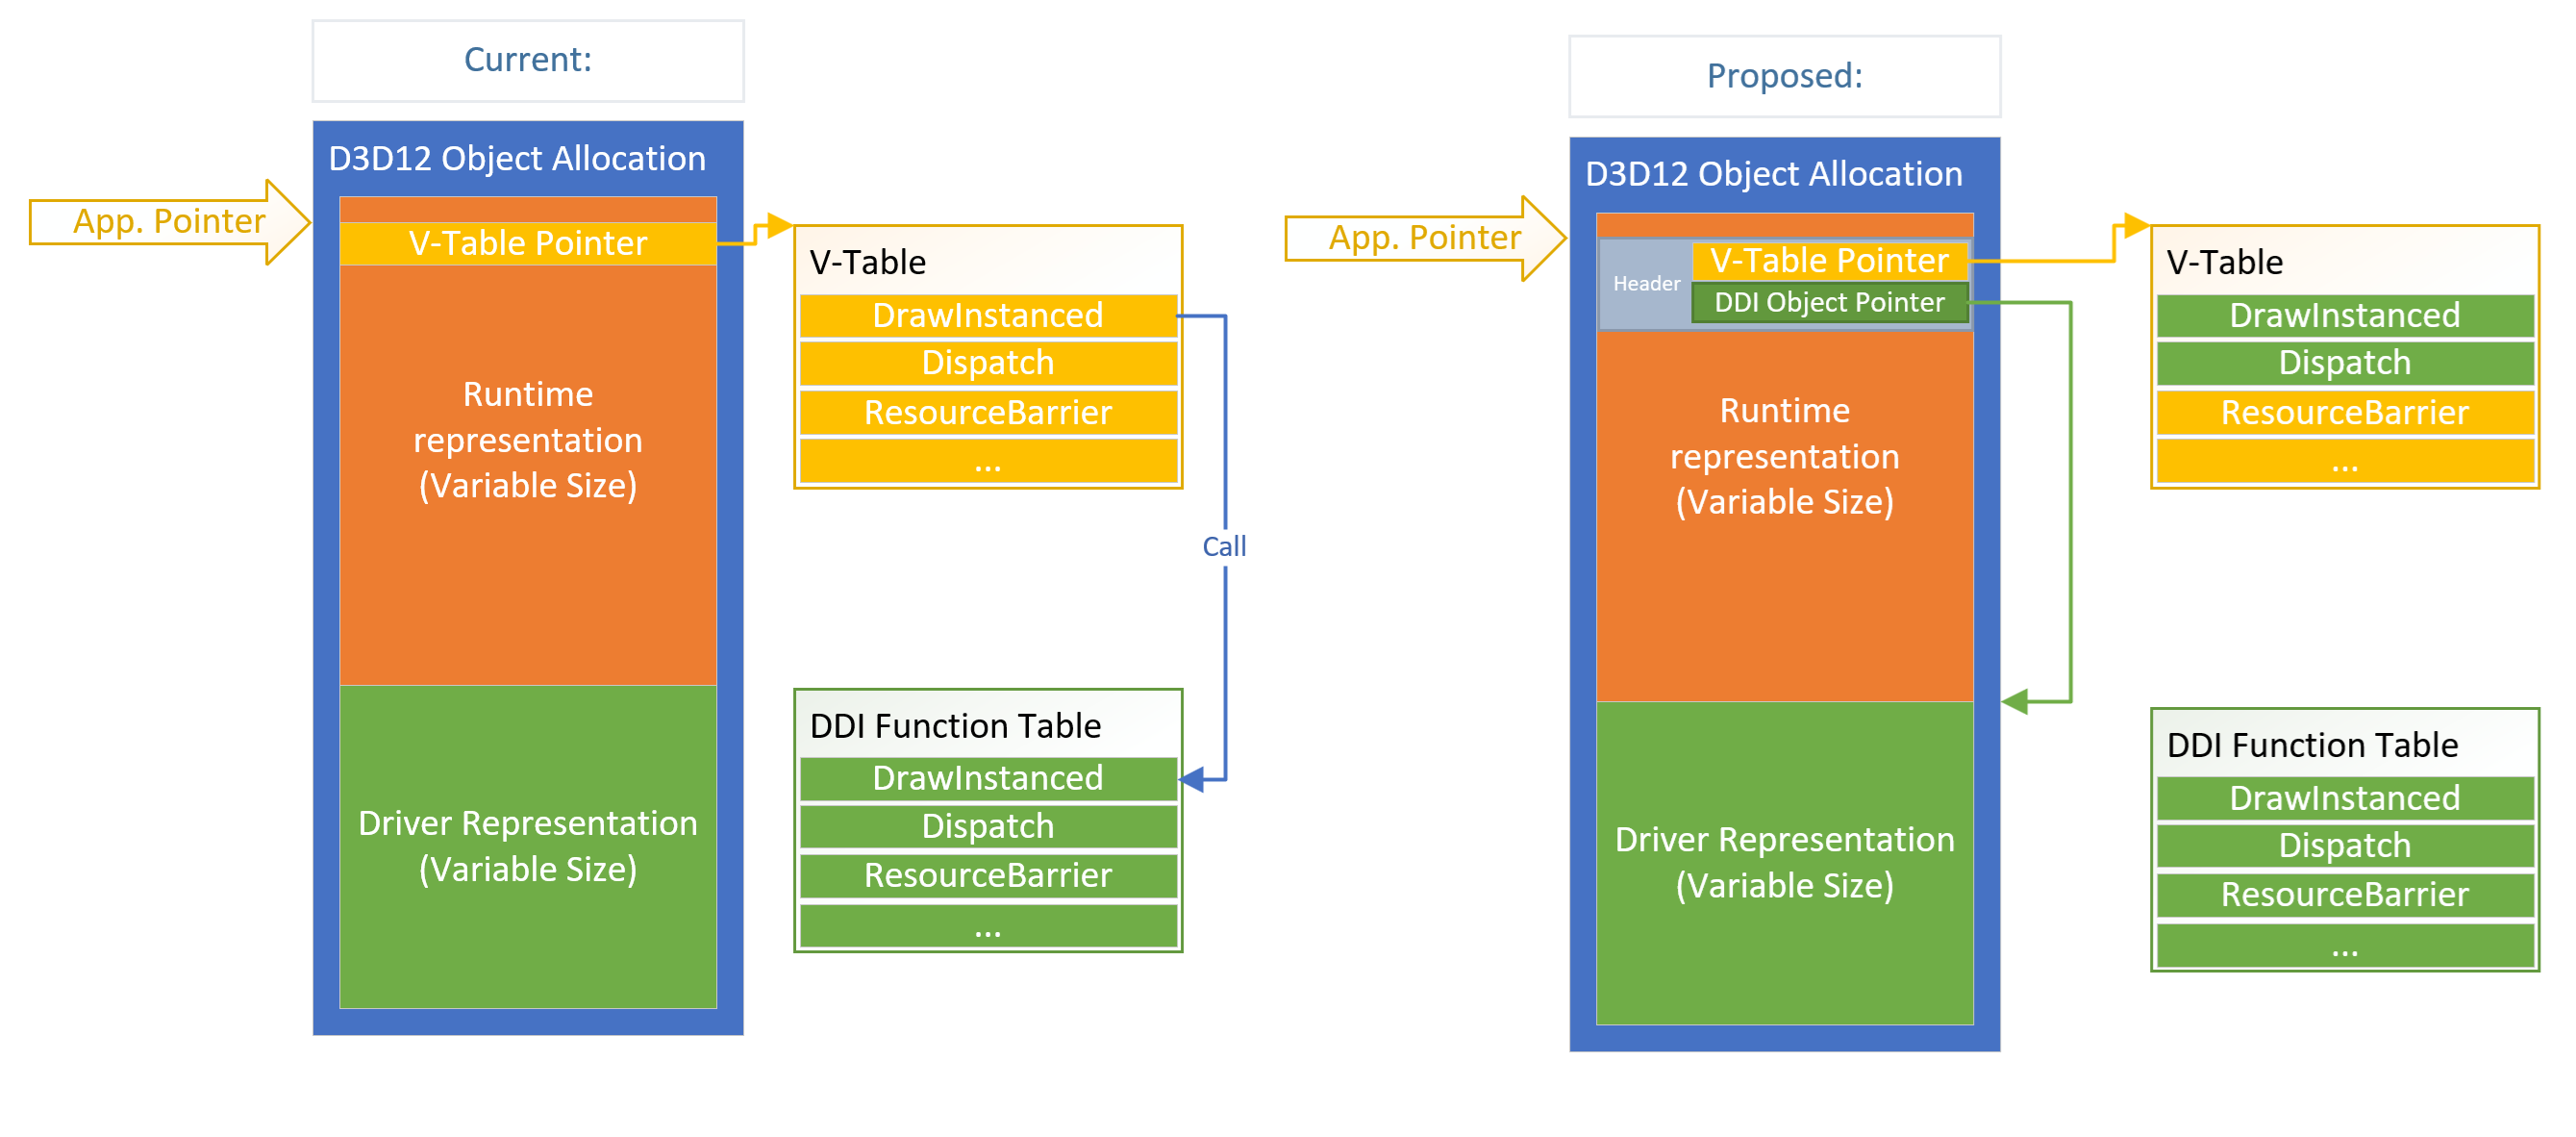 Current:
D3D12 Object Allocation
App. Pointer
V-Table Pointer
Runtime
representation
(Variable Size)
Driver Representation
(Variable Size)
V-Table
DrawInstanced
Dispatch
ResourceBarrier
...
Call
DDI Function Table
DrawInstanced
Dispatch
ResourceBarrier
...
Proposed:
D3D12 Object Allocation
App. Pointer
Header
V-Table Pointer
DDI Object Pointer
Runtime
representation
(Variable Size)
Driver Representation
(Variable Size)
V-Table
DrawInstanced
Dispatch
ResourceBarrier
...
DDI Function Table
DrawInstanced
Dispatch
ResourceBarrier
...